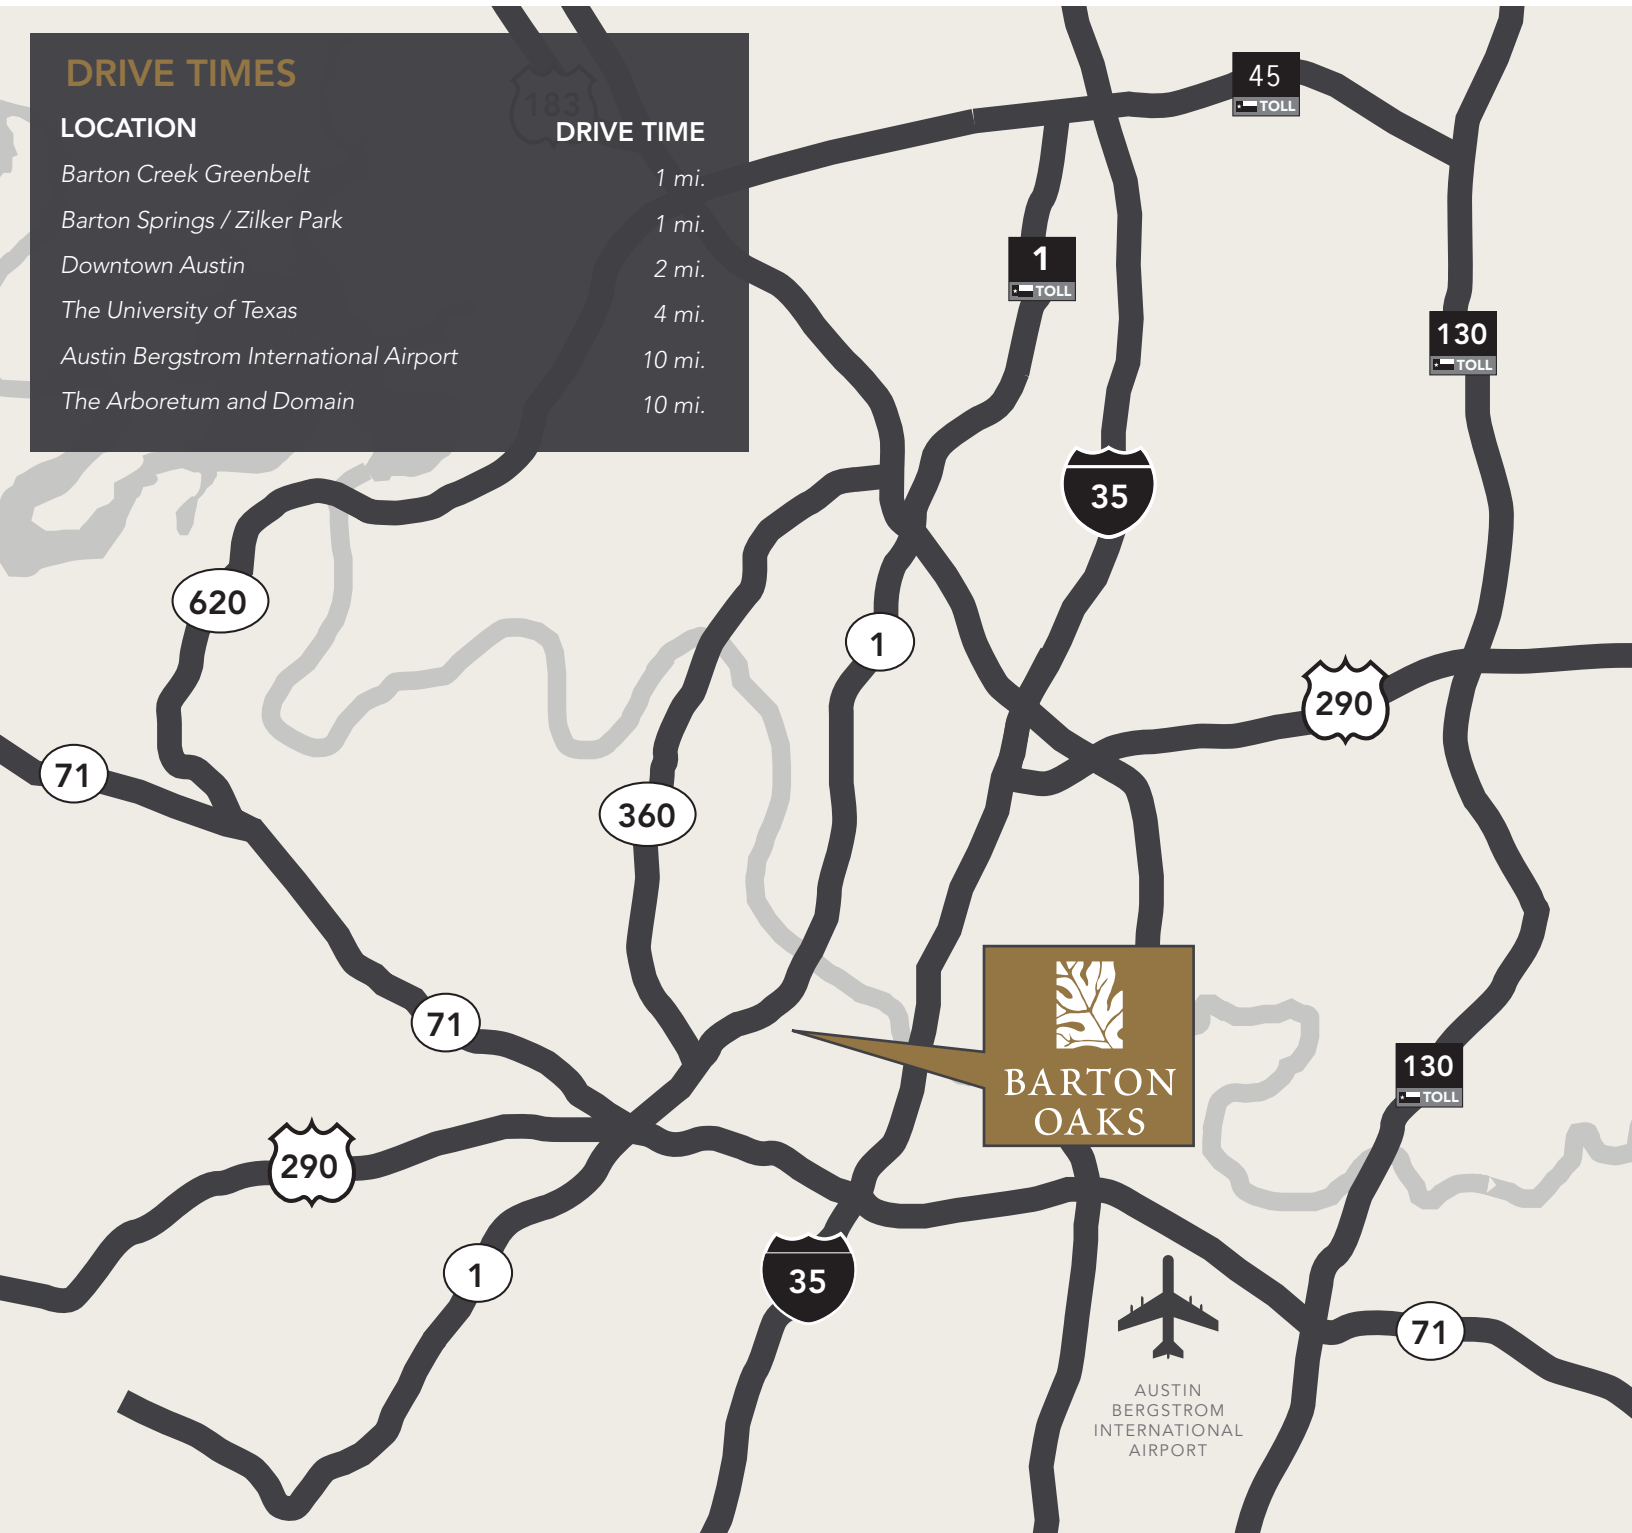 DRIVE TIMES
183
LOCATION DRIVE TIME
Barton Creek Greenbelt 1 mi.
Barton Springs / Zilker Park 1 mi.
Downtown Austin 2 mi.
The University of Texas 4 mi.
Austin Bergstrom International Airport 10 mi.
The Arboretum and Domain 10 mi.
45
TOLL
1
TOLL
130
TOLL
35
620
1
290
71
360
71
BARTON
OAKS
130
TOLL
290
1
35
71
AUSTIN
BERGSTROM
INTERNATIONAL
AIRPORT